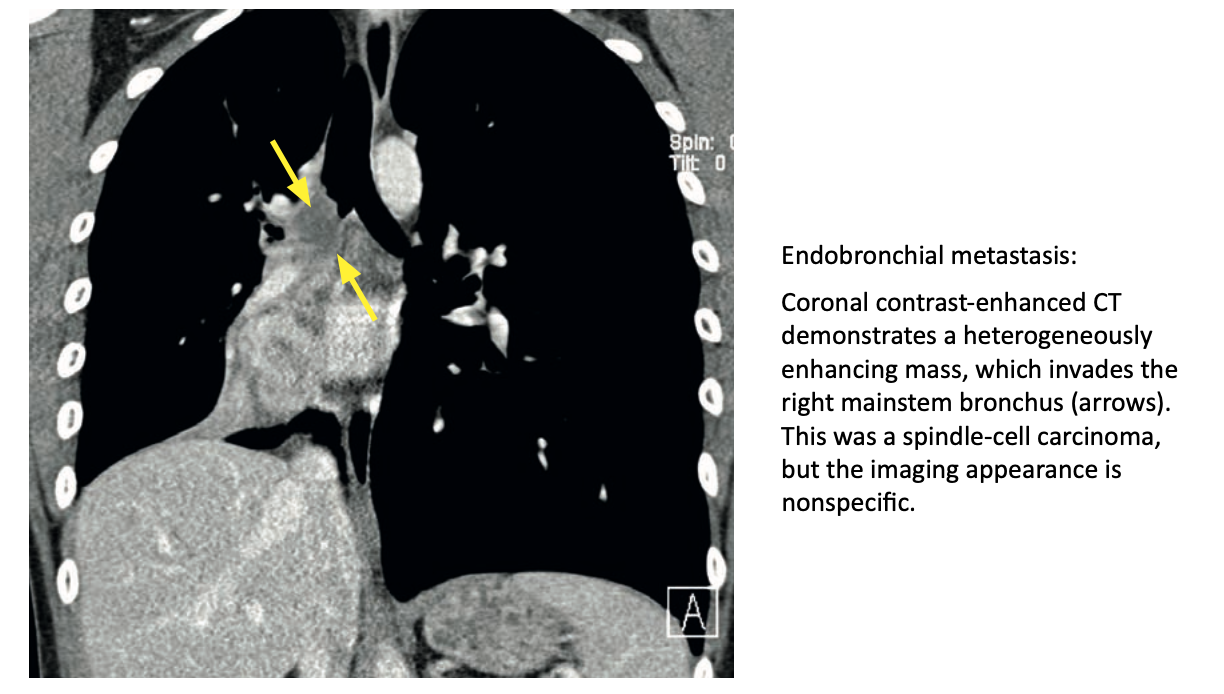 Spin: 0
Tilt: 0
A
Endobronchial metastasis:
Coronal contrast-enhanced CT
demonstrates a heterogeneously
enhancing mass, which invades the
right mainstem bronchus (arrows).
This was a spindle-cell carcinoma,
but the imaging appearance is
nonspecific.